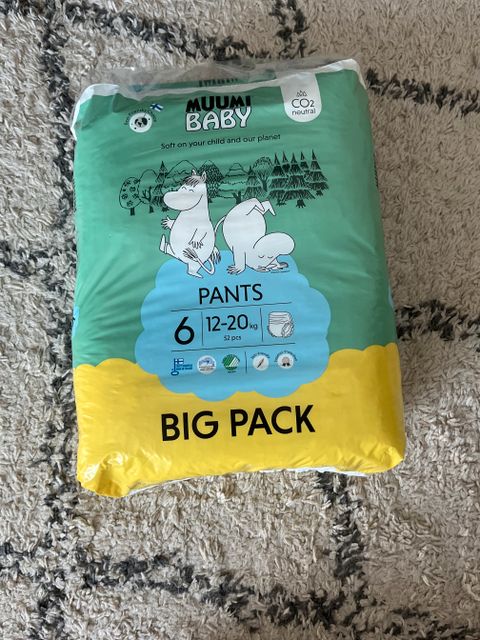 MUUMI
BABY
CO2
neutral
Soft on your child and our planet
PANTS
6
12-20 kg
52 pcs
BIG PACK